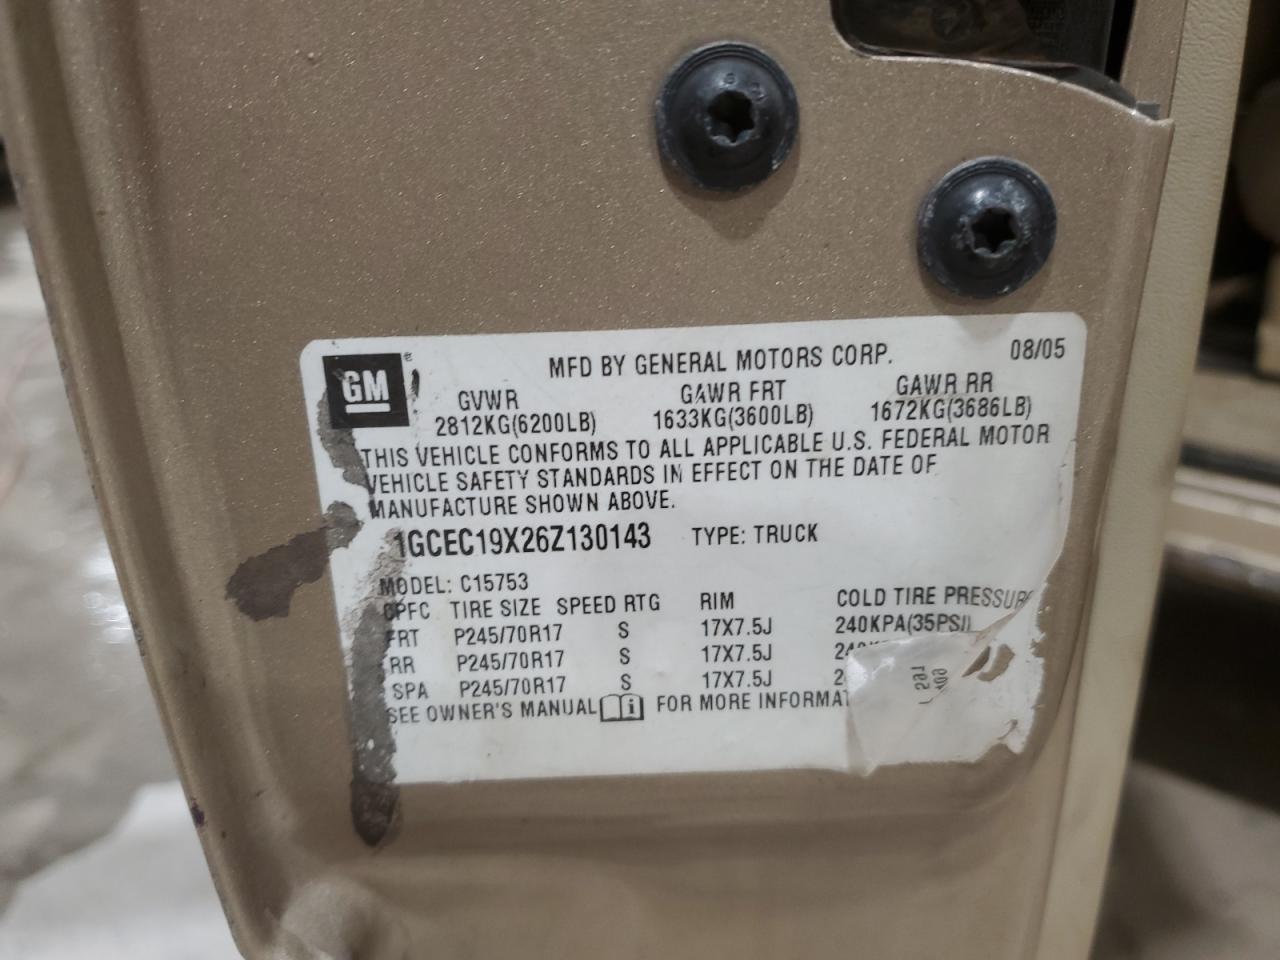 GM
MFD BY GENERAL MOTORS CORP. 08/05
GVWR GAWR FRT GAWR RR
2812KG(6200LB) 1633KG(3600LB) 1672KG(3686LB)
THIS VEHICLE CONFORMS TO ALL APPLICABLE U.S. FEDERAL MOTOR
VEHICLE SAFETY STANDARDS IN EFFECT ON THE DATE OF
MANUFACTURE SHOWN ABOVE.
1GCEC19X26Z130143 TYPE: TRUCK
MODEL: C15753
CPFC TIRE SIZE SPEED RTG RIM COLD TIRE PRESSURE
FRT P245/70R17 S 17X7.5J 240KPA(35PSI)
RR P245/70R17 S 17X7.5J
SPA P245/70R17 S 17X7.5J
SEE OWNER'S MANUAL FOR MORE INFORMAT